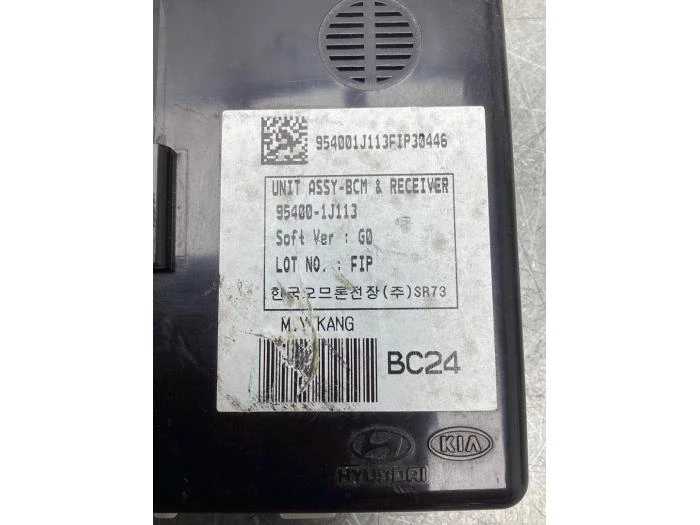 954001J113FIP30446
UNIT ASSY-BCM & RECEIVER
95400-1J113
Soft Ver : G0
LOT NO. : FIP
한국오므론전장(주)SR73
M.Y.KANG
BC24
HYUNDAI
KIA